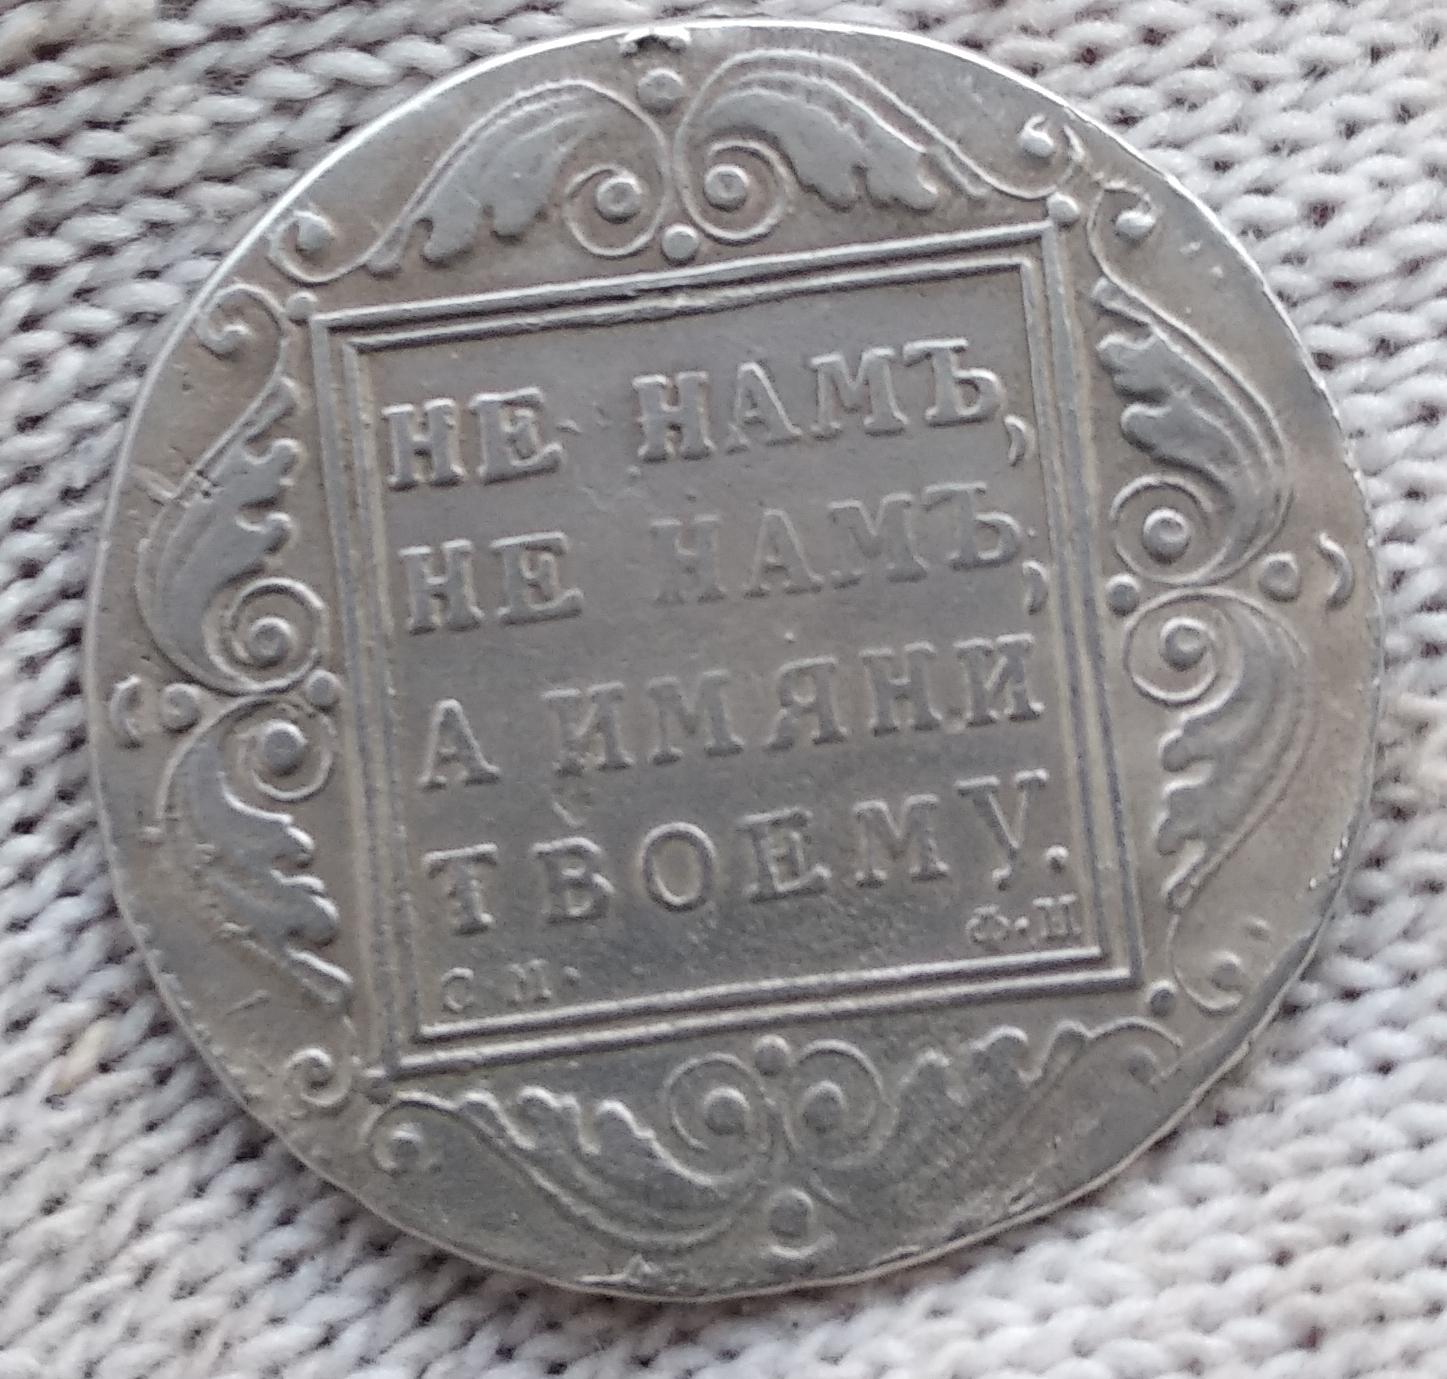 НЕ НАМЪ,
НЕ НАМЪ,
А ИМЯНИ
ТВОЕМУ.
С М. Ф.Ц